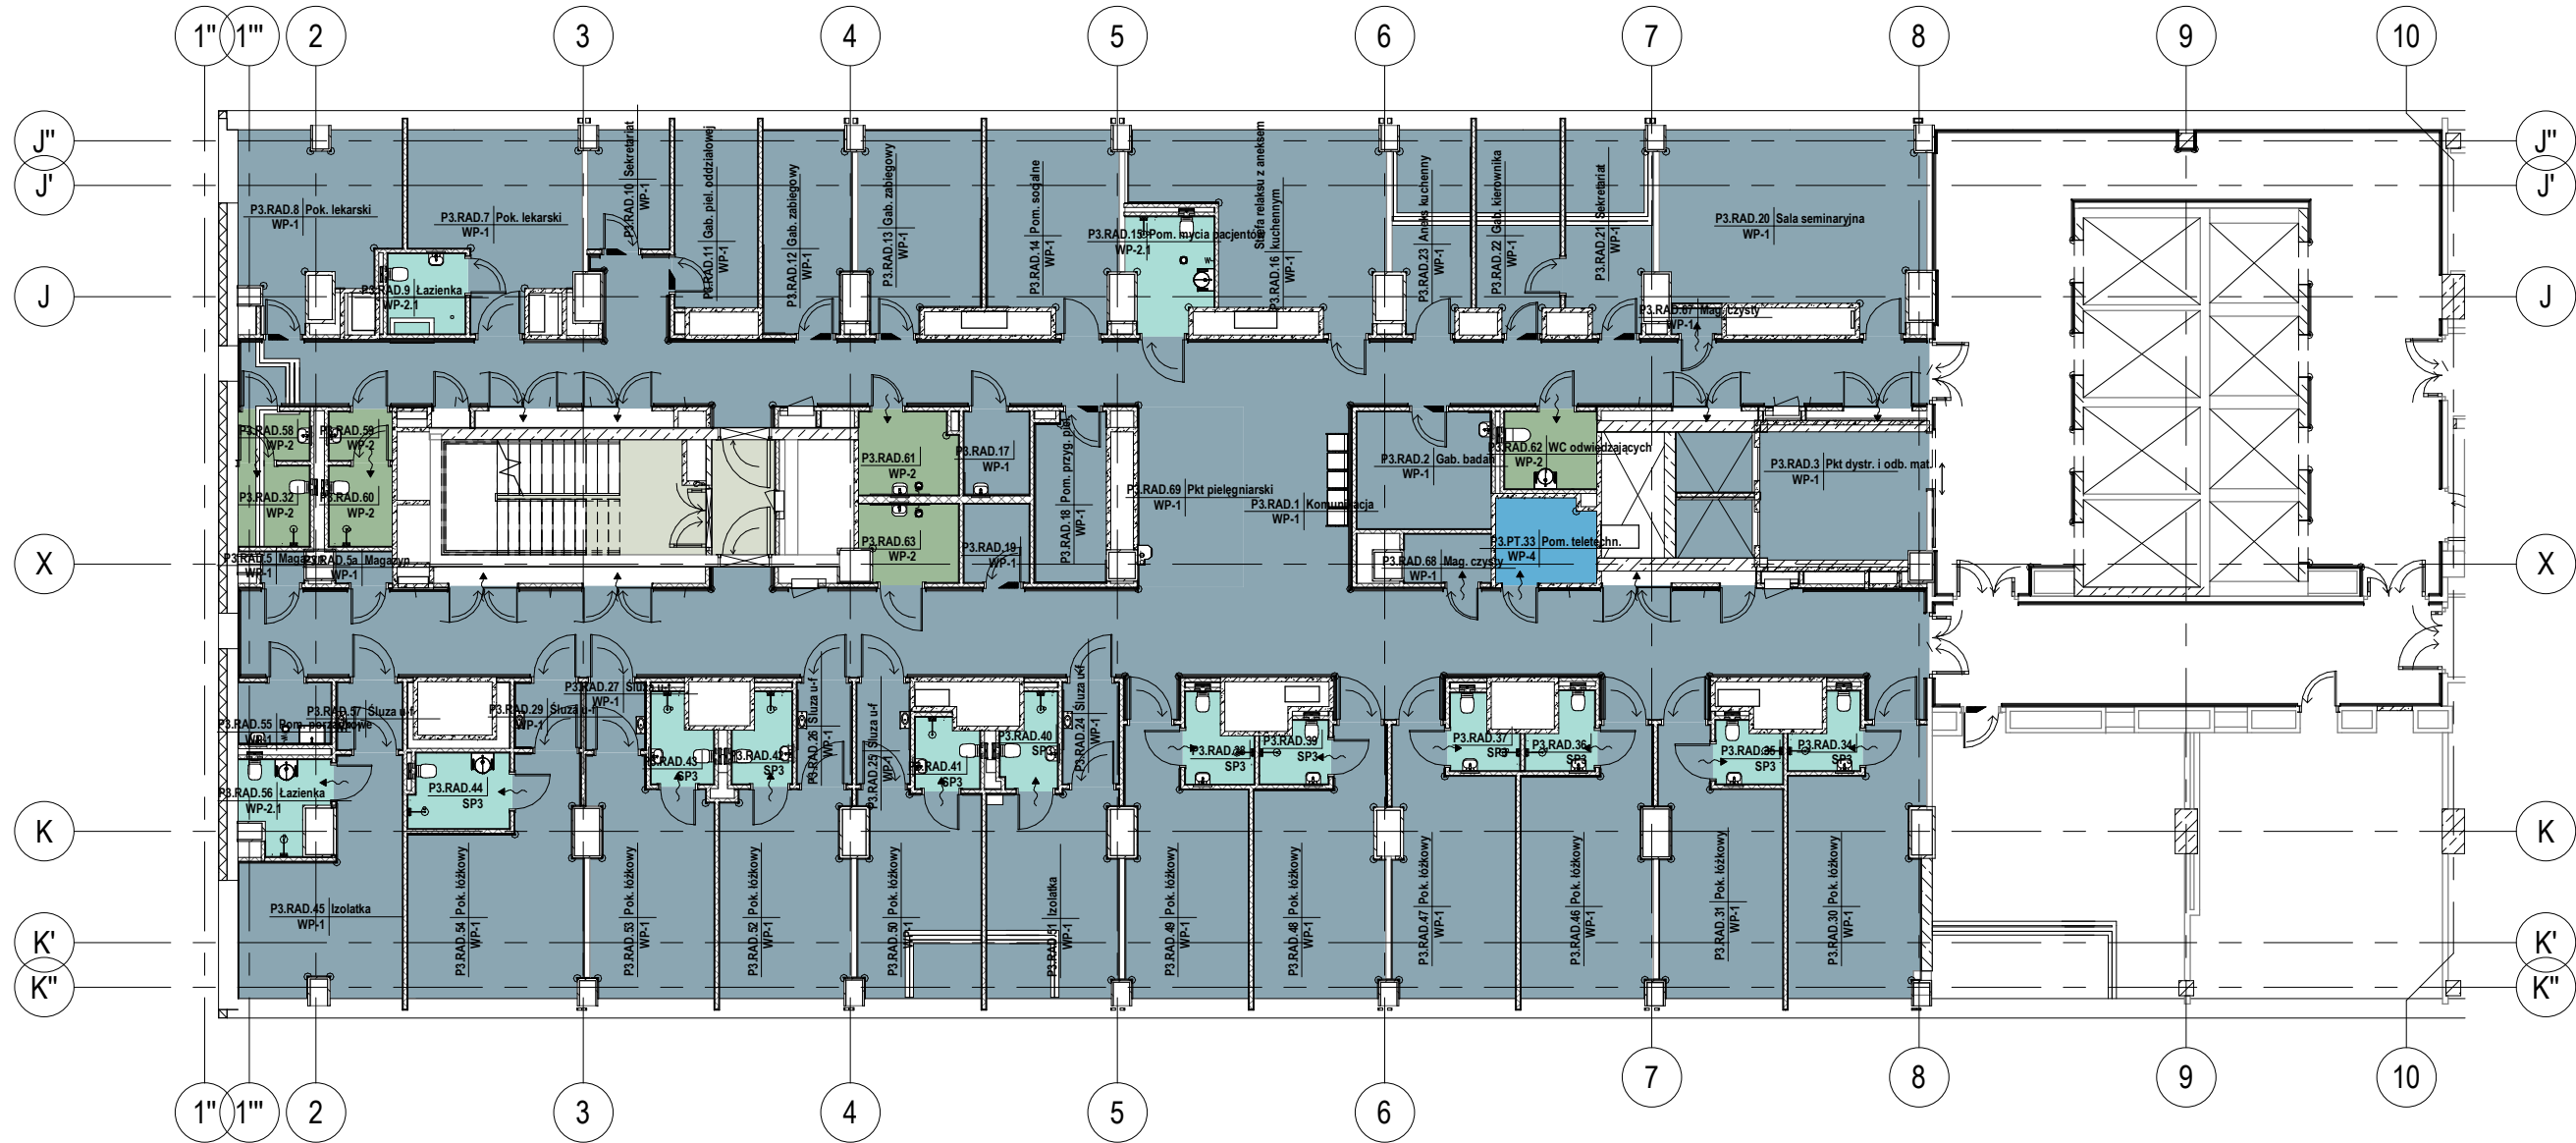 1" 1"' 2 3 4 5 6 7 8 9 10
J" J"
J' J'
J J
X X
K K
K' K'
K" K"
P3.RAD.8 Pok. lekarski
WP-1
P3.RAD.7 Pok. lekarski
WP-1
P3.RAD.9 Łazienka
WP-2.1
P3.RAD.10 Sekretariat
WP-1
P3.RAD.11 Gab. piel. oddziałowej
WP-1
P3.RAD.12 Gab. zabiegowy
WP-1
P3.RAD.13 Gab. zabiegowy
WP-1
P3.RAD.14 Pom. socjalne
WP-1
P3.RAD.15 Pom. mycia pacjentów
WP-2.1
Strefa relaksu z aneksem
P3.RAD.16 kuchennym
WP-1
P3.RAD.23 Aneks kuchenny
WP-1
P3.RAD.22 Gab. kierownika
WP-1
P3.RAD.21 Sekretariat
WP-1
P3.RAD.20 Sala seminaryjna
WP-1
P3.RAD.67 Mag. czysty
WP-1
P3.RAD.58
WP-2
P3.RAD.59
WP-2
P3.RAD.32
WP-2
P3.RAD.60
WP-2
P3.RAD.5 Magazyn
WP-1
P3.RAD.5a Magazyn
WP-1
P3.RAD.61
WP-2
P3.RAD.63
WP-2
P3.RAD.17
WP-1
P3.RAD.19
WP-1
P3.RAD.18 Pom. przyg. piel.
WP-1
P3.RAD.69 Pkt pielęgniarski
WP-1
P3.RAD.1 Komunikacja
WP-1
P3.RAD.2 Gab. badań
WP-1
P3.RAD.62 WC odwiedzających
WP-2
P3.RAD.3 Pkt dystr. i odb. mat.
WP-1
P3.PT.33 Pom. teletechn.
WP-4
P3.RAD.68 Mag. czysty
WP-1
P3.RAD.55 Pom. porządkowe
WP-1
P3.RAD.57 Śluza u-f
WP-1
P3.RAD.29 Śluza u-f
WP-1
P3.RAD.27 Śluza u-f
WP-1
P3.RAD.26 Śluza u-f
WP-1
P3.RAD.25 Śluza u-f
WP-1
P3.RAD.24 Śluza u-f
WP-1
P3.RAD.56 Łazienka
WP-2.1
P3.RAD.44
SP3
P3.RAD.43
SP3
P3.RAD.42
SP3
P3.RAD.41
SP3
P3.RAD.40
SP3
P3.RAD.38
SP3
P3.RAD.39
SP3
P3.RAD.37
SP3
P3.RAD.36
SP3
P3.RAD.35
SP3
P3.RAD.34
SP3
P3.RAD.45 Izolatka
WP-1
P3.RAD.54 Pok. łóżkowy
WP-1
P3.RAD.53 Pok. łóżkowy
WP-1
P3.RAD.52 Pok. łóżkowy
WP-1
P3.RAD.50 Pok. łóżkowy
WP-1
P3.RAD.51 Izolatka
WP-1
P3.RAD.49 Pok. łóżkowy
WP-1
P3.RAD.48 Pok. łóżkowy
WP-1
P3.RAD.47 Pok. łóżkowy
WP-1
P3.RAD.46 Pok. łóżkowy
WP-1
P3.RAD.31 Pok. łóżkowy
WP-1
P3.RAD.30 Pok. łóżkowy
WP-1
1" 1"' 2 3 4 5 6 7 8 9 10